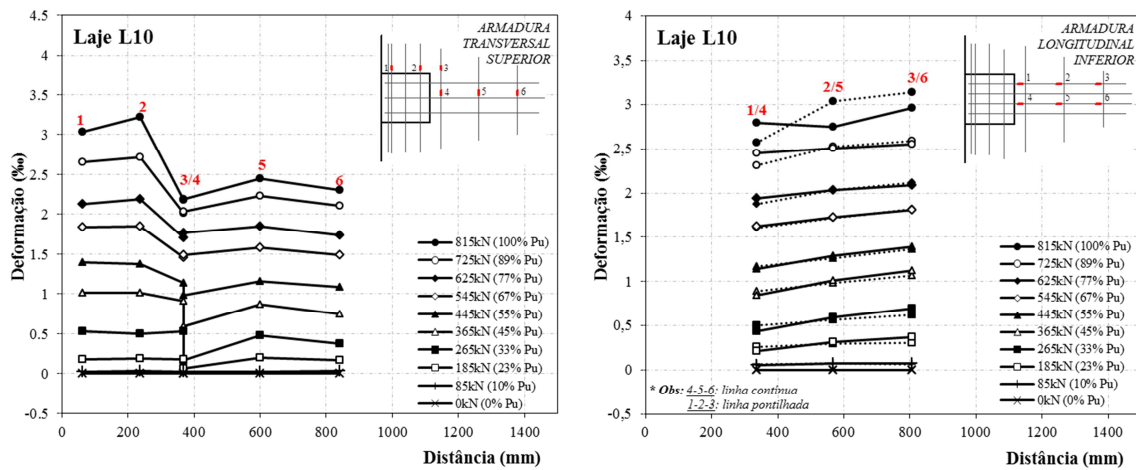 Laje L10
ARMADURA
TRANSVERSAL
SUPERIOR
1 2 3
4 5 6
1
2
3/4
5
6
4.5
4
3.5
3
2.5
2
1.5
1
0.5
0
-0.5
Deformação (‰)
815kN (100% Pu)
725kN (89% Pu)
625kN (77% Pu)
545kN (67% Pu)
445kN (55% Pu)
365kN (45% Pu)
265kN (33% Pu)
185kN (23% Pu)
85kN (10% Pu)
0kN (0% Pu)
0 200 400 600 800 1000 1200 1400
Distância (mm)
Laje L10
ARMADURA
LONGITUDINAL
INFERIOR
1 2 3
4 5 6
1/4
2/5
3/6
4
3,5
3
2,5
2
1,5
1
0,5
0
-0,5
Deformação (‰)
815kN (100% Pu)
725kN (89% Pu)
625kN (77% Pu)
545kN (67% Pu)
445kN (55% Pu)
365kN (45% Pu)
265kN (33% Pu)
185kN (23% Pu)
85kN (10% Pu)
0kN (0% Pu)
* Obs: 4-5-6: linha contínua
1-2-3: linha pontilhada
0 200 400 600 800 1000 1200 1400
Distância (mm)